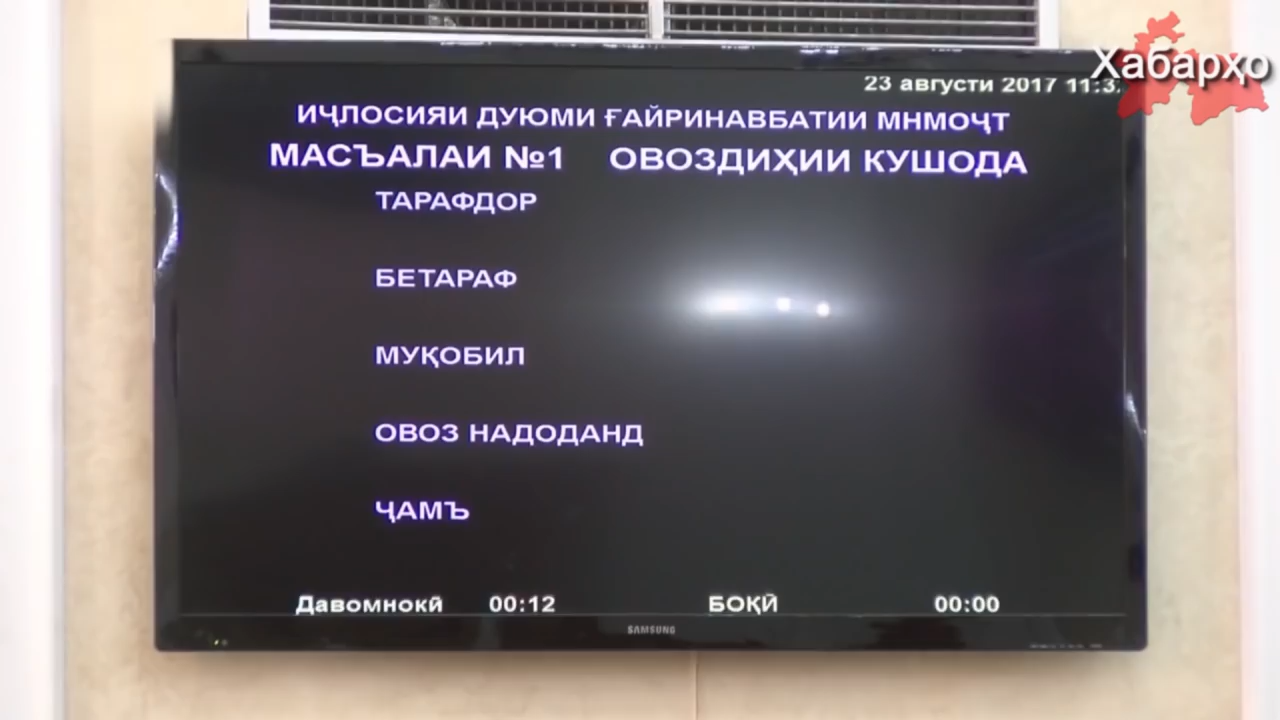 Хабарҳо
23 августи 2017
ИҶЛОСИЯИ ДУЮМИ ҒАЙРИНАВБАТИИ МНМОҶТ
МАСЪАЛАИ №1 ОВОЗДИҲИИ КУШОДА
ТАРАФДОР
БЕТАРАФ
МУҚОБИЛ
ОВОЗ НАДОДАНД
ҶАМЪ
Давомнокӣ 00:12 БОҚӢ 00:00
SAMSUNG